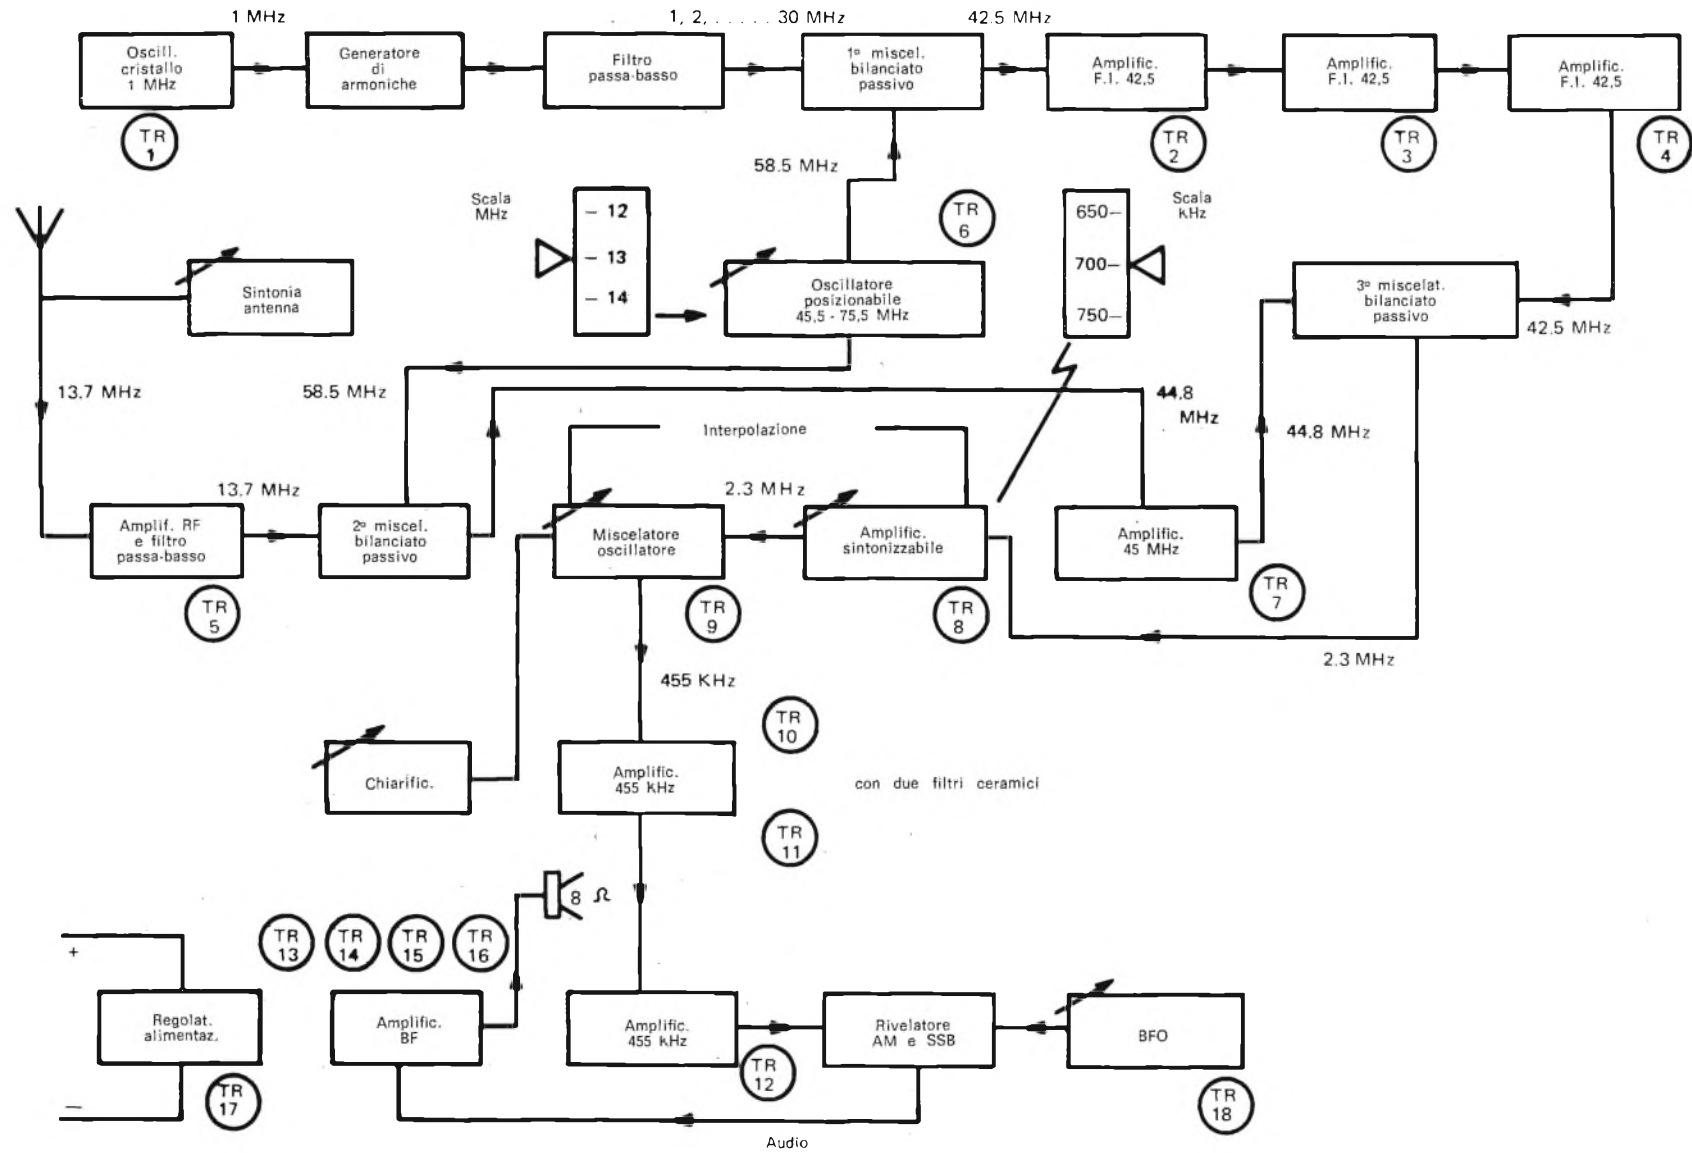 1 MHz
1, 2, . . . . . 30 MHz
42.5 MHz
Oscill.
cristallo
1 MHz
Generatore
di
armoniche
Filtro
passa-basso
1º miscel.
bilanciato
passivo
Amplific.
F.I. 42,5
Amplific.
F.I. 42,5
Amplific.
F.I. 42,5
TR
1
TR
2
TR
3
TR
4
58.5 MHz
Scala
MHz
– 12
– 13
– 14
TR
6
650–
700–
750–
Scala
kHz
Sintonia
antenna
Oscillatore
posizionabile
45,5 - 75,5 MHz
3º miscelat.
bilanciato
passivo
42.5 MHz
13.7 MHz
58.5 MHz
44.8
MHz
44.8 MHz
Interpolazione
13.7 MHz
2.3 MHz
Amplif. RF
e filtro
passa-basso
2º miscel.
bilanciato
passivo
Miscelatore
oscillatore
Amplific.
sintonizzabile
Amplific.
45 MHz
TR
5
TR
9
TR
8
TR
7
2.3 MHz
455 KHz
TR
10
Chiarific.
Amplific.
455 KHz
con due filtri ceramici
TR
11
8 Ω
TR
13
TR
14
TR
15
TR
16
+
Regolat.
alimentaz.
Amplific.
BF
Amplific.
455 KHz
Rivelatore
AM e SSB
BFO
TR
12
–
TR
17
TR
18
Audio